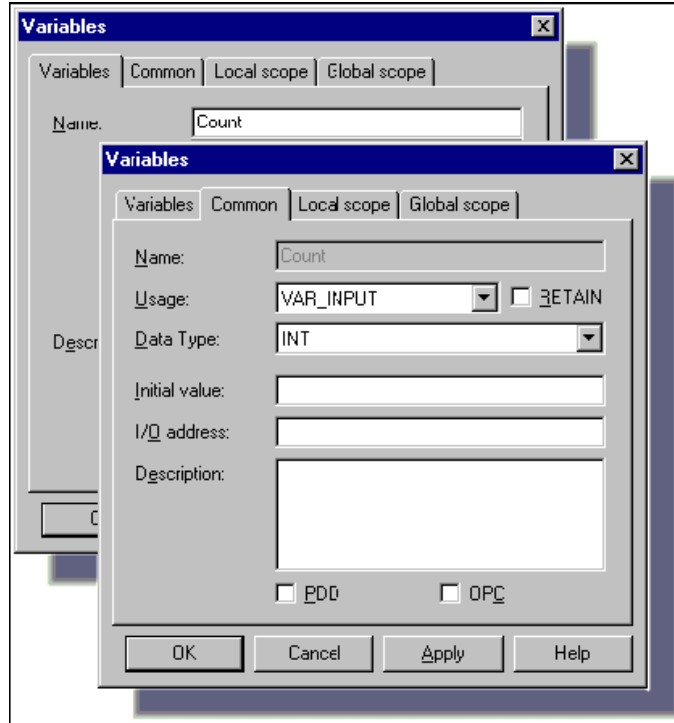 Variables
Variables Common Local scope Global scope
Name: Count
Descr
Variables
Variables Common Local scope Global scope
Name: Count
Usage: VAR_INPUT RETAIN
Data Type: INT
Initial value:
I/O address:
Description:
PDD OPC
OK Cancel Apply Help